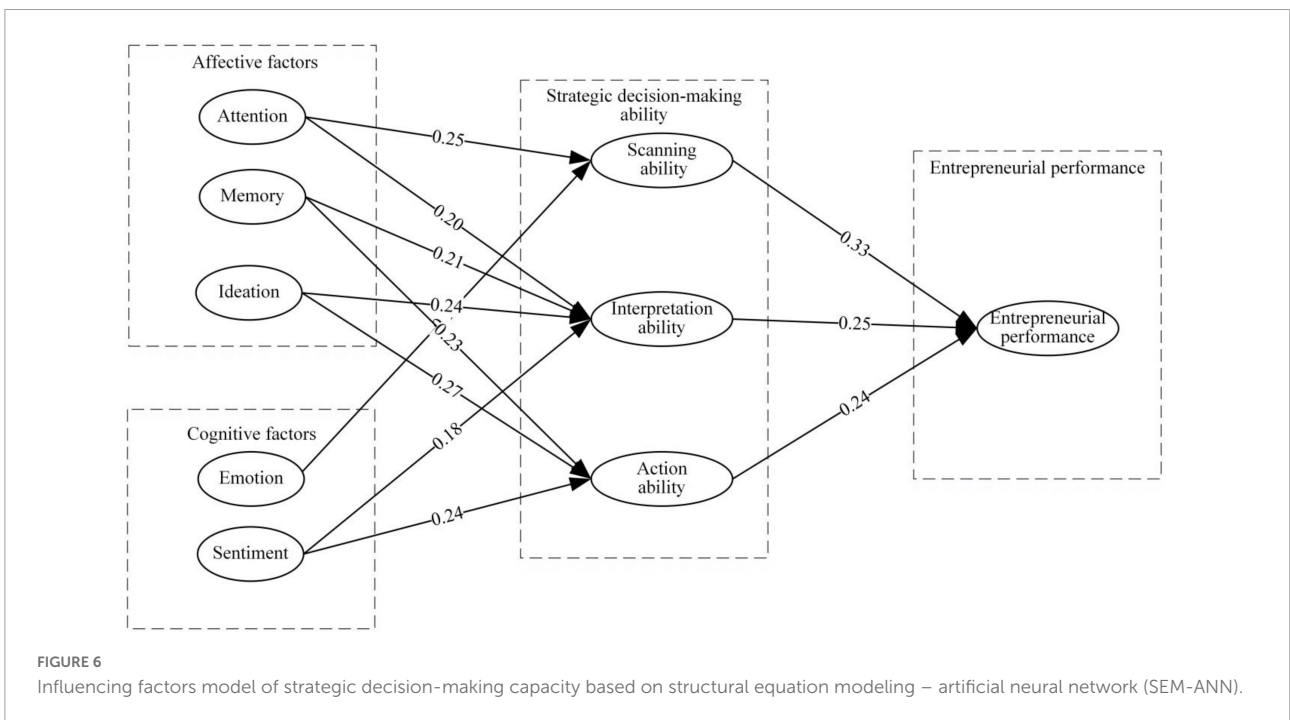 Affective factors
Attention
Memory
Ideation
Cognitive factors
Emotion
Sentiment
0.25
0.20
0.21
0.24
0.23
0.27
0.18
0.24
Strategic decision-making
ability
Scanning
ability
Interpretation
ability
Action
ability
0.33
0.25
0.24
Entrepreneurial performance
Entrepreneurial
performance
FIGURE 6
Influencing factors model of strategic decision-making capacity based on structural equation modeling – artificial neural network (SEM-ANN).